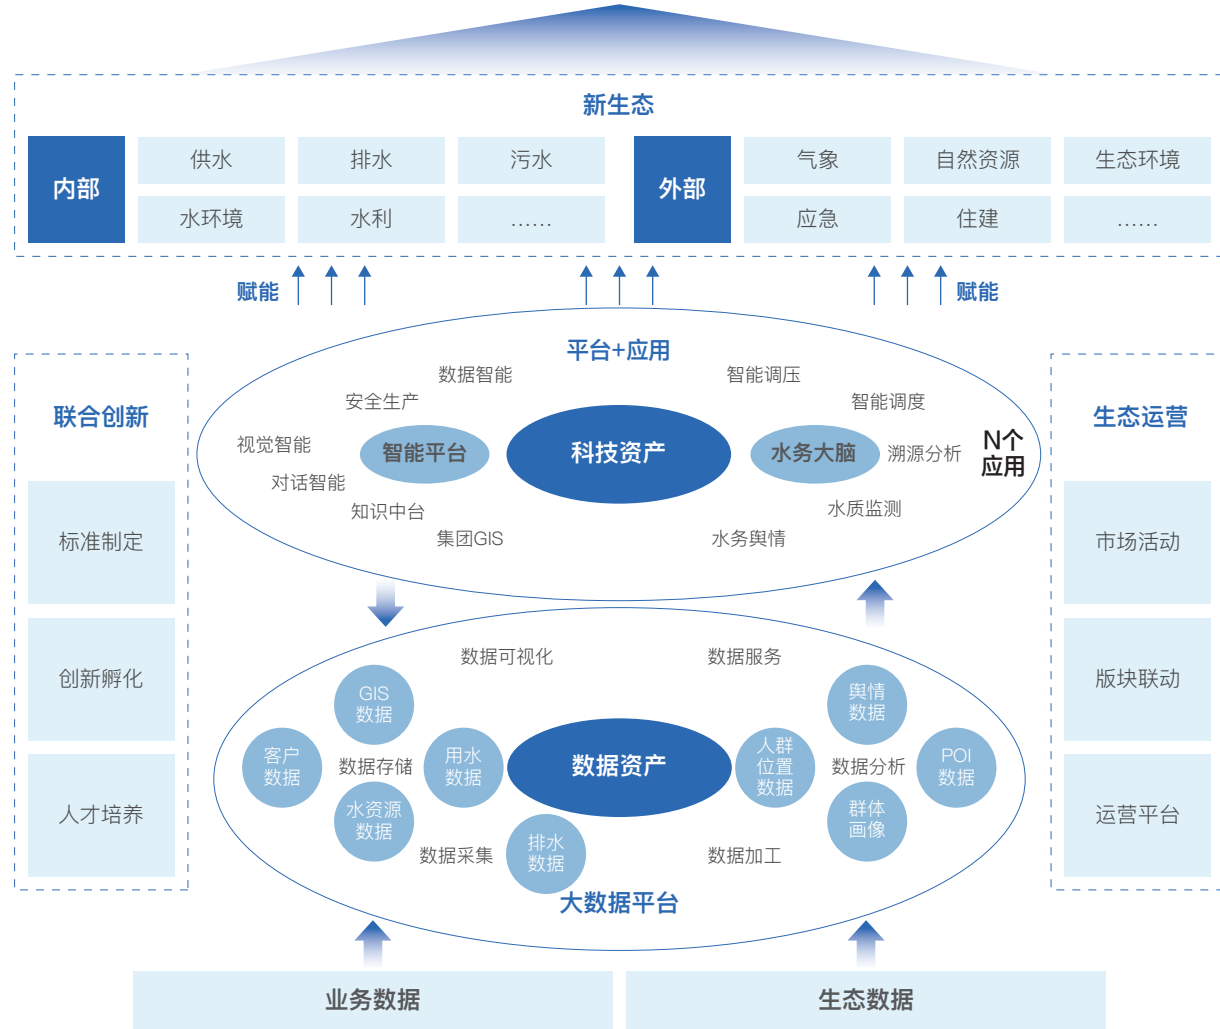 新生态
内部
供水
排水
污水
水环境
水利
……
外部
气象
自然资源
生态环境
应急
住建
……
赋能
赋能
联合创新
标准制定
创新孵化
人才培养
平台+应用
数据智能
智能调压
安全生产
智能调度
视觉智能
智能平台
科技资产
水务大脑
溯源分析
N个
应用
对话智能
知识中台
水质监测
集团GIS
水务舆情
生态运营
市场活动
版块联动
运营平台
数据可视化
数据服务
GIS
数据
舆情
数据
客户
数据
数据存储
用水
数据
数据资产
人群
位置
数据
数据分析
POI
数据
水资源
数据
群体
画像
数据采集
排水
数据
数据加工
大数据平台
业务数据
生态数据